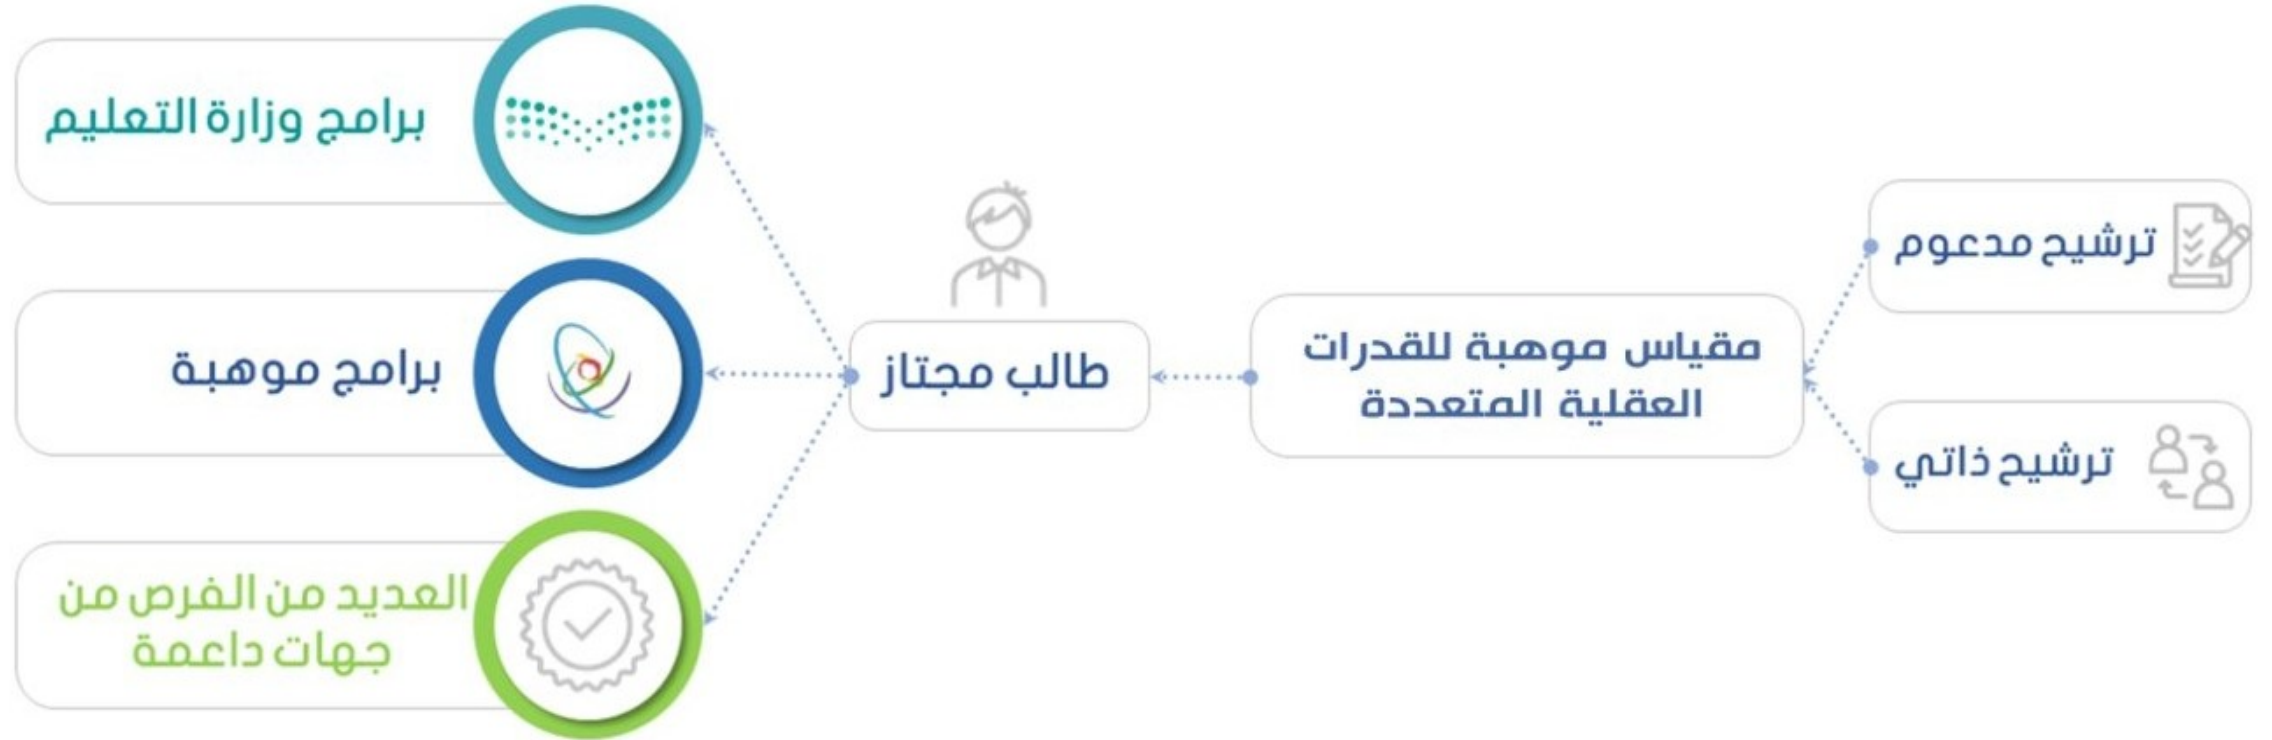 ترشيح مدعوم
ترشيح ذاتي
مقياس موهبة للقدرات
العقلية المتعددة
طالب مجتاز
برامج وزارة التعليم
برامج موهبة
العديد من الفرص من
جهات داعمة